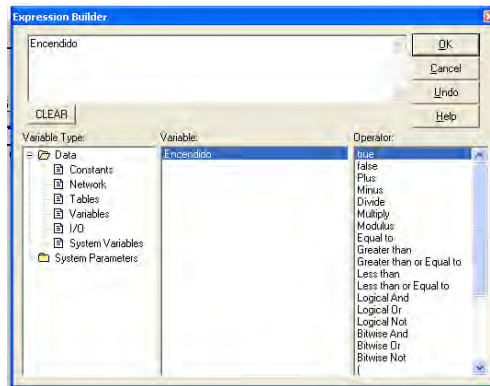 Expression Builder
Encendido
OK
Cancel
Undo
Help
CLEAR
Variable Type:
Data
Constants
Network
Tables
Variables
I/O
System Variables
System Parameters
Variable:
Encendido
Operator:
true
false
Plus
Minus
Divide
Multiply
Modulus
Equal to
Greater than
Greater than or Equal to
Less than
Less than or Equal to
Logical And
Logical Or
Logical Not
Bitwise And
Bitwise Or
Bitwise Not
(